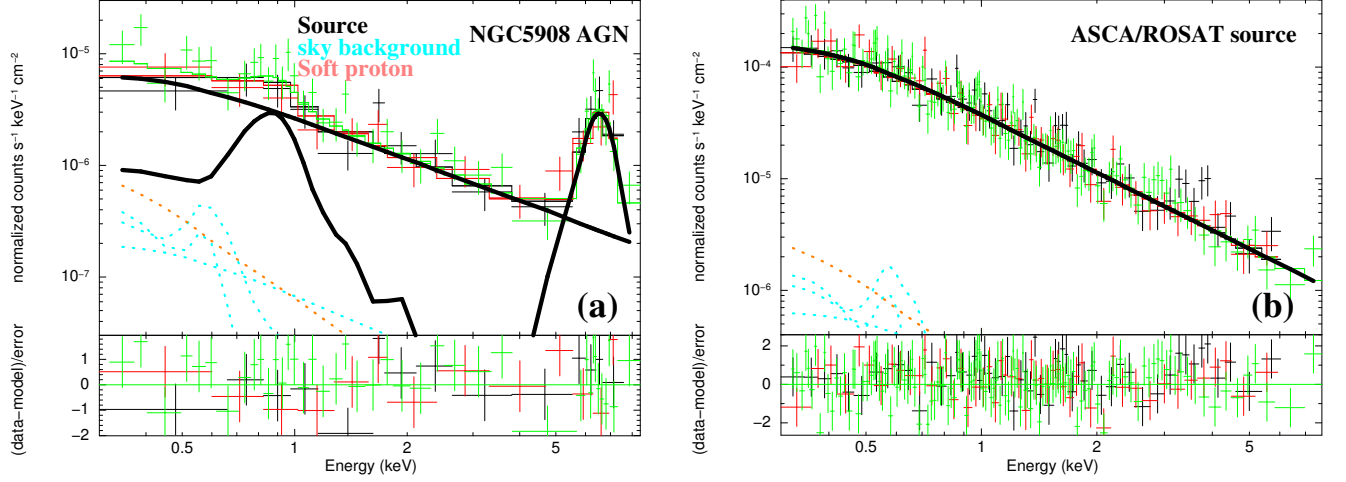 Source
sky background
Soft proton
NGC5908 AGN
normalized counts s⁻¹ keV⁻¹ cm⁻²
10⁻⁵
10⁻⁶
10⁻⁷
(a)
(data−model)/error
1
0
−1
−2
0.5
1
2
5
Energy (keV)
ASCA/ROSAT source
normalized counts s⁻¹ keV⁻¹ cm⁻²
10⁻⁴
10⁻⁵
10⁻⁶
(b)
(data−model)/error
2
0
−2
0.5
1
2
5
Energy (keV)